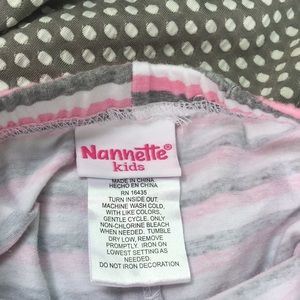 Nannette
kids
MADE IN CHINA
HECHO EN CHINA
RN 16435
TURN INSIDE OUT.
MACHINE WASH COLD,
WITH LIKE COLORS,
GENTLE CYCLE. ONLY
NON-CHLORINE BLEACH
WHEN NEEDED. TUMBLE
DRY LOW, REMOVE
PROMPTLY. IRON ON
LOWEST SETTING AS
NEEDED.
DO NOT IRON DECORATION